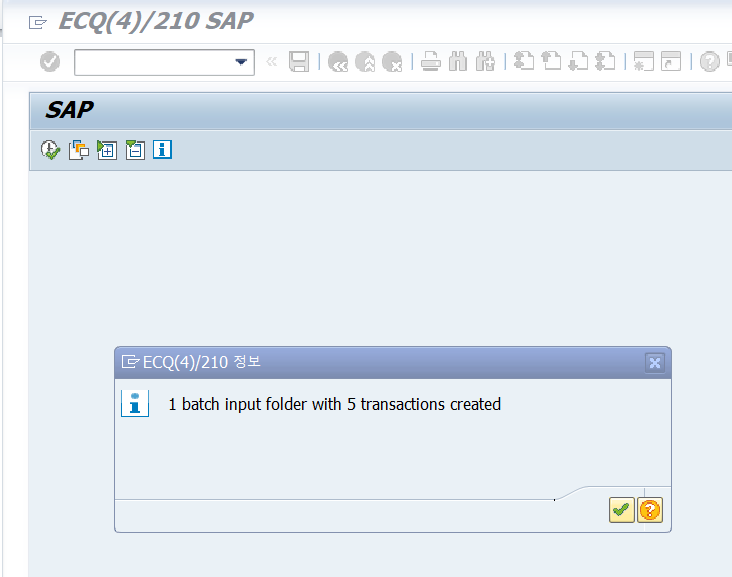 ECQ(4)/210 SAP
SAP
ECQ(4)/210 정보
1 batch input folder with 5 transactions created